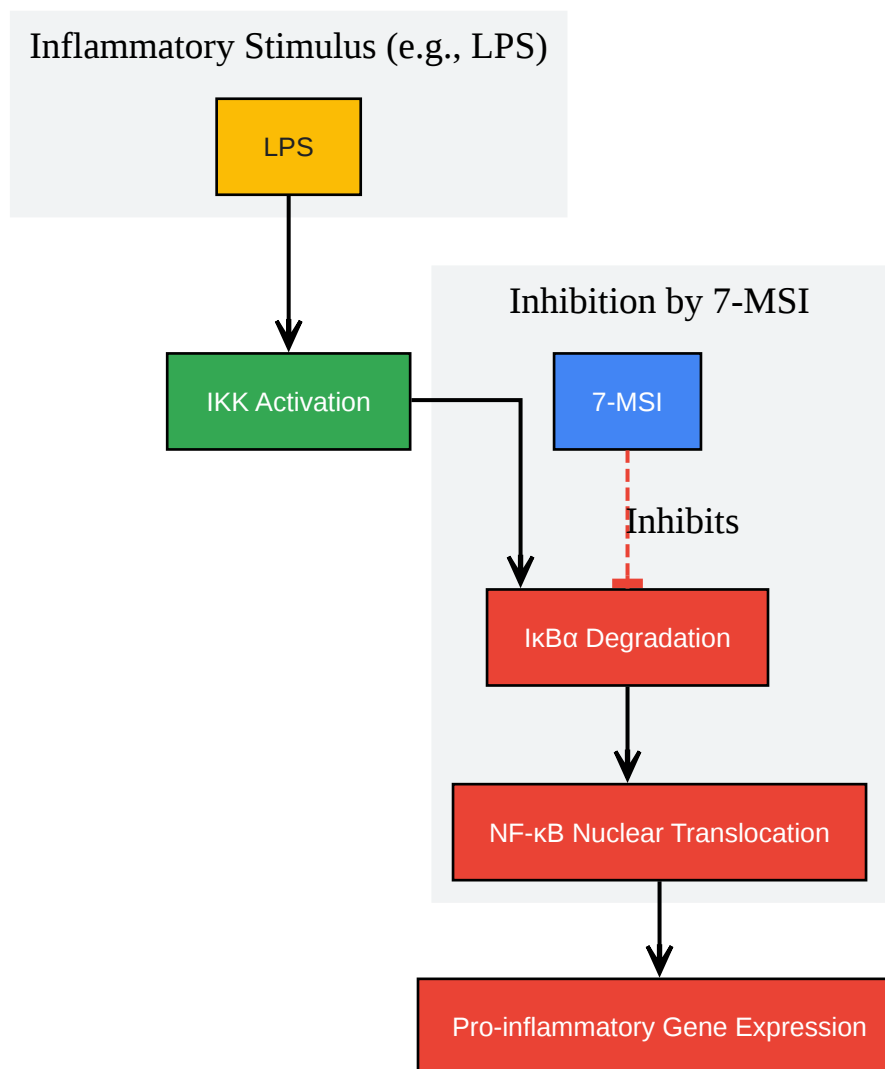 Inflammatory Stimulus (e.g., LPS)
LPS
Inhibition by 7-MSI
IKK Activation
7-MSI
Inhibits
IκBα Degradation
NF-κB Nuclear Translocation
Pro-inflammatory Gene Expression